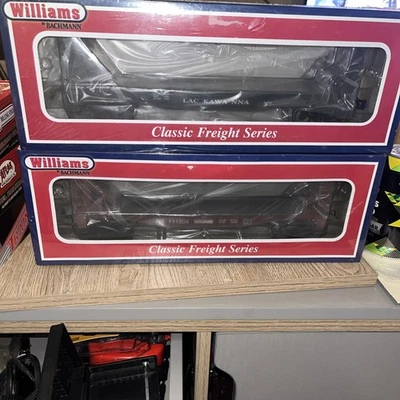 Williams
BY BACHMANN
LACKAWANNA
Classic Freight Series
Williams
BY BACHMANN
Classic Freight Series